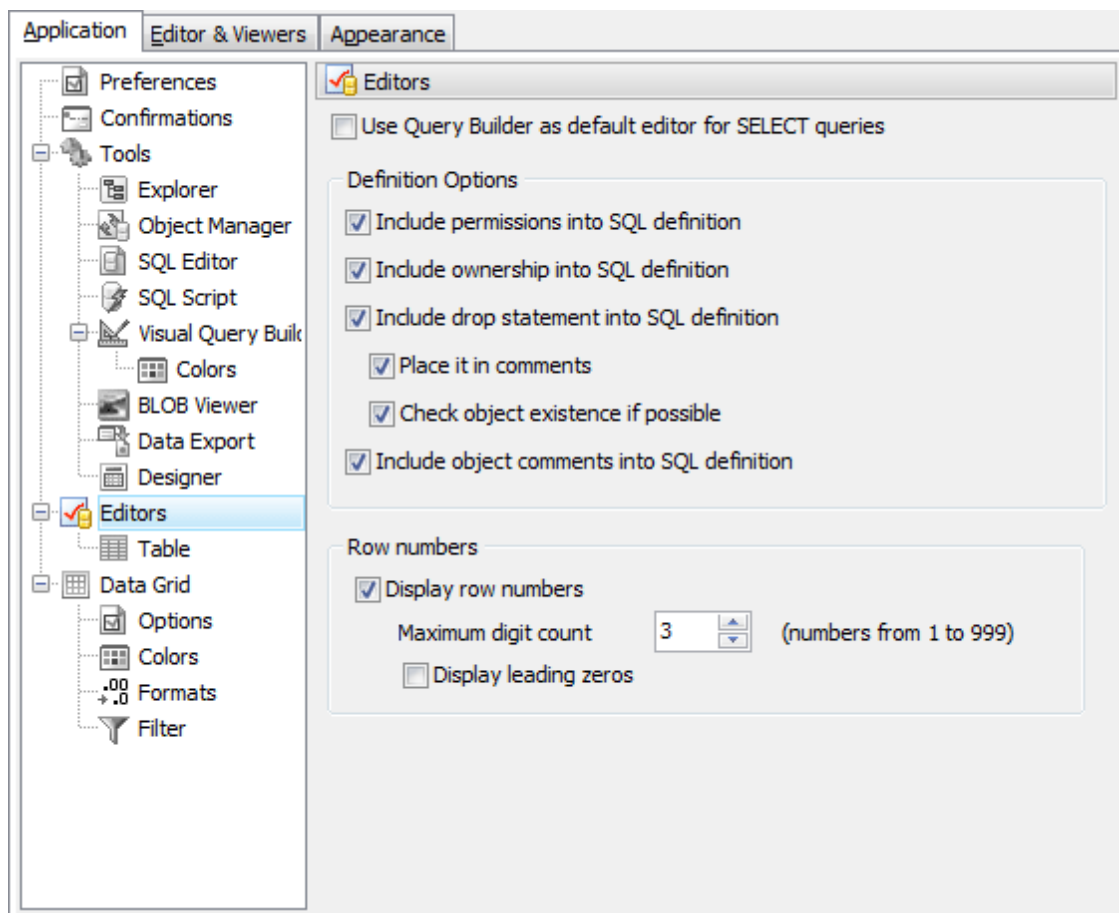 Application
Editor & Viewers
Appearance
Preferences
Confirmations
Tools
Explorer
Object Manager
SQL Editor
SQL Script
Visual Query Build
Colors
BLOB Viewer
Data Export
Designer
Editors
Table
Data Grid
Options
Colors
Formats
Filter
Editors
Use Query Builder as default editor for SELECT queries
Definition Options
Include permissions into SQL definition
Include ownership into SQL definition
Include drop statement into SQL definition
Place it in comments
Check object existence if possible
Include object comments into SQL definition
Row numbers
Display row numbers
Maximum digit count 3 (numbers from 1 to 999)
Display leading zeros